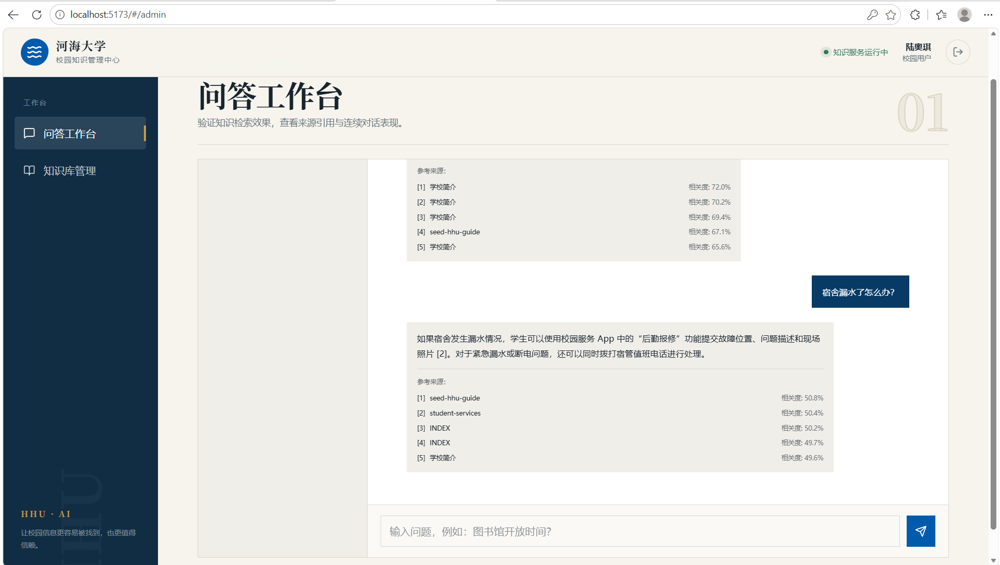 localhost:5173/#/admin
河海大学
校园知识管理中心
知识服务运行中
陆奥琪
校园用户
工作台
问答工作台
知识库管理
HHU · AI
让校园信息更容易被找到，也更值得
信赖。
HHU
问答工作台
验证知识检索效果，查看来源引用与连续对话表现。
01
参考来源：
[1] 学校简介 相关度: 72.0%
[2] 学校简介 相关度: 70.2%
[3] 学校简介 相关度: 69.4%
[4] seed-hhu-guide 相关度: 67.1%
[5] 学校简介 相关度: 65.6%
宿舍漏水了怎么办？
如果宿舍发生漏水情况，学生可以使用校园服务 App 中的“后勤报修”功能提交故障位置、问题描述和现场
照片 [2]。对于紧急漏水或断电问题，还可以同时拨打宿管值班电话进行处理。
参考来源：
[1] seed-hhu-guide 相关度: 50.8%
[2] student-services 相关度: 50.4%
[3] INDEX 相关度: 50.2%
[4] INDEX 相关度: 49.7%
[5] 学校简介 相关度: 49.6%
输入问题，例如：图书馆开放时间？